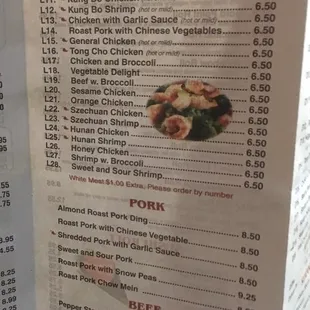 L11. Kung Bo Chicken
L12. Kung Bo Shrimp (hot or mild) 6.50
L13. Chicken with Garlic Sauce (hot or mild) 6.50
L14. Roast Pork with Chinese Vegetables 6.50
L15. General Chicken (hot or mild) 6.50
L16. Tong Cho Chicken (hot or mild) 6.50
L17. Chicken and Broccoli 6.50
L18. Vegetable Delight 6.50
L19. Beef w. Broccoli 6.50
L20. Sesame Chicken 6.50
L21. Orange Chicken 6.50
L22. Szechuan Chicken 6.50
L23. Szechuan Shrimp 6.50
L24. Hunan Chicken 6.50
L25. Hunan Shrimp 6.50
L26. Honey Chicken 6.50
L27. Shrimp w. Broccoli 6.50
L28. Sweet and Sour Shrimp 6.50
White Meat $1.00 Extra, Please order by number
PORK
Almond Roast Pork Ding 8.50
Roast Pork with Chinese Vegetable 8.50
Shredded Pork with Garlic Sauce 8.50
Sweet and Sour Pork 8.50
Roast Pork with Snow Peas 9.25
Roast Pork Chow Mein 8.50
BEEF
Pepper